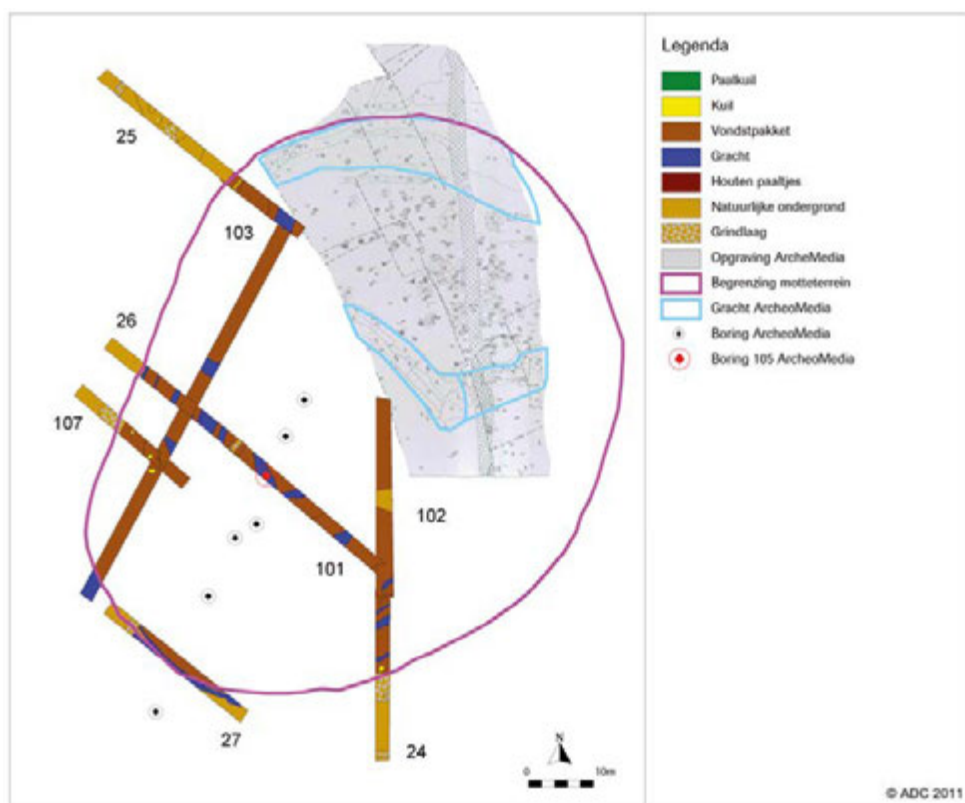 Legenda
Paalkuil
Kuil
Vondstpakket
Gracht
Houten paaltjes
Natuurlijke ondergrond
Grindlaag
Opgraving ArcheMedia
Begrenzing motteterrein
Gracht ArcheoMedia
Boring ArcheoMedia
Boring 105 ArcheoMedia
25
103
26
107
102
101
27
24
N
0 10m
© ADC 2011